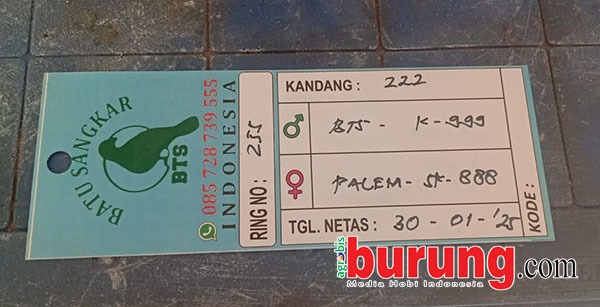 BATU SANGKAR
BTS
085 728 739 555
INDONESIA
RING NO : 255
KANDANG : 222
♂ BTS - K-999
♀ PALEM - SK - 888
TGL. NETAS : 30 - 01 - '25
KODE :
agrobis
burung.com
Media Hobi Indonesia